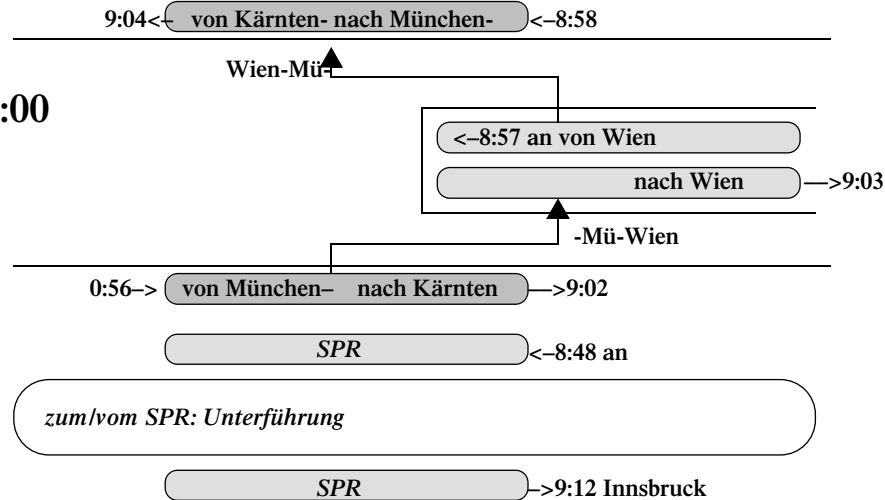 9:04<– von Kärnten- nach München- <–8:58
Wien-Mü-
:00
<–8:57 an von Wien
nach Wien —>9:03
-Mü-Wien
0:56–> von München– nach Kärnten —>9:02
SPR <–8:48 an
zum/vom SPR: Unterführung
SPR –>9:12 Innsbruck